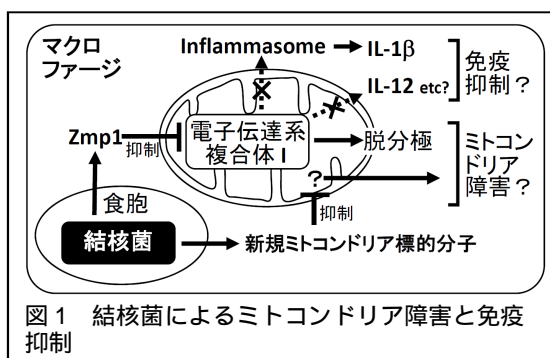 マクロ
ファージ
Inflammasome
IL-1β
IL-12 etc?
免疫
抑制？
Zmp1
抑制
電子伝達系
複合体 I
脱分極
？
ミトコン
ドリア
障害？
食胞
結核菌
抑制
新規ミトコンドリア標的分子
図 1　結核菌によるミトコンドリア障害と免疫
抑制